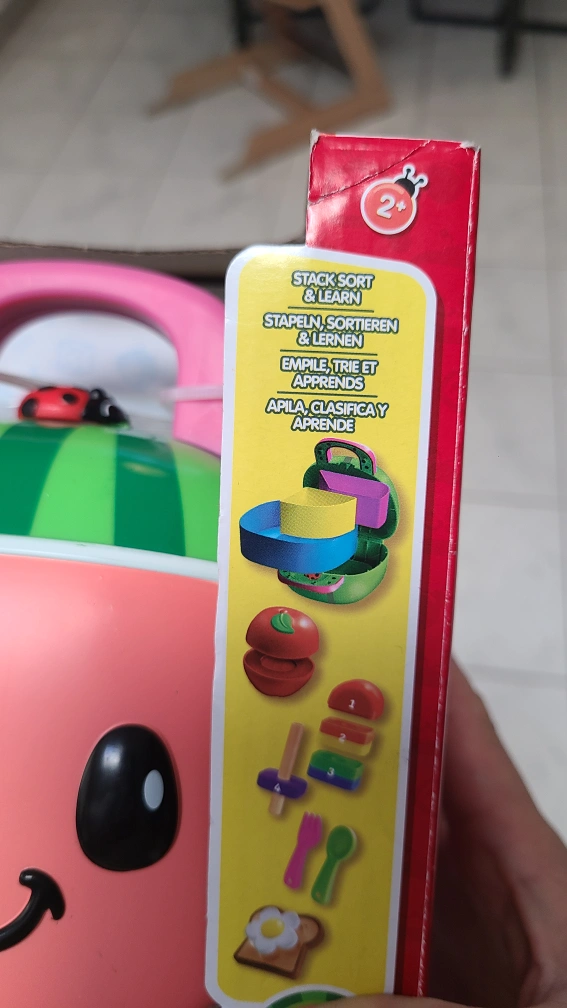 2+
STACK SORT
& LEARN
STAPELN, SORTIEREN
& LERNEN
EMPILE, TRIE ET
APPRENDS
APILA, CLASIFICA Y
APRENDE
1
2
3
4